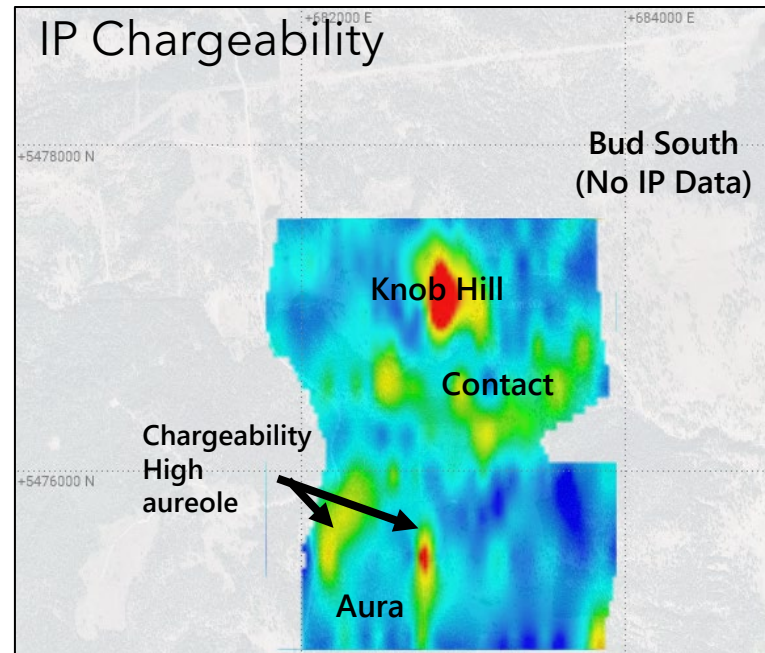 +682000 E
+684000 E
IP Chargeability
+5478000 N
Bud South
(No IP Data)
Knob Hill
Contact
Chargeability
High
aureole
+5476000 N
Aura